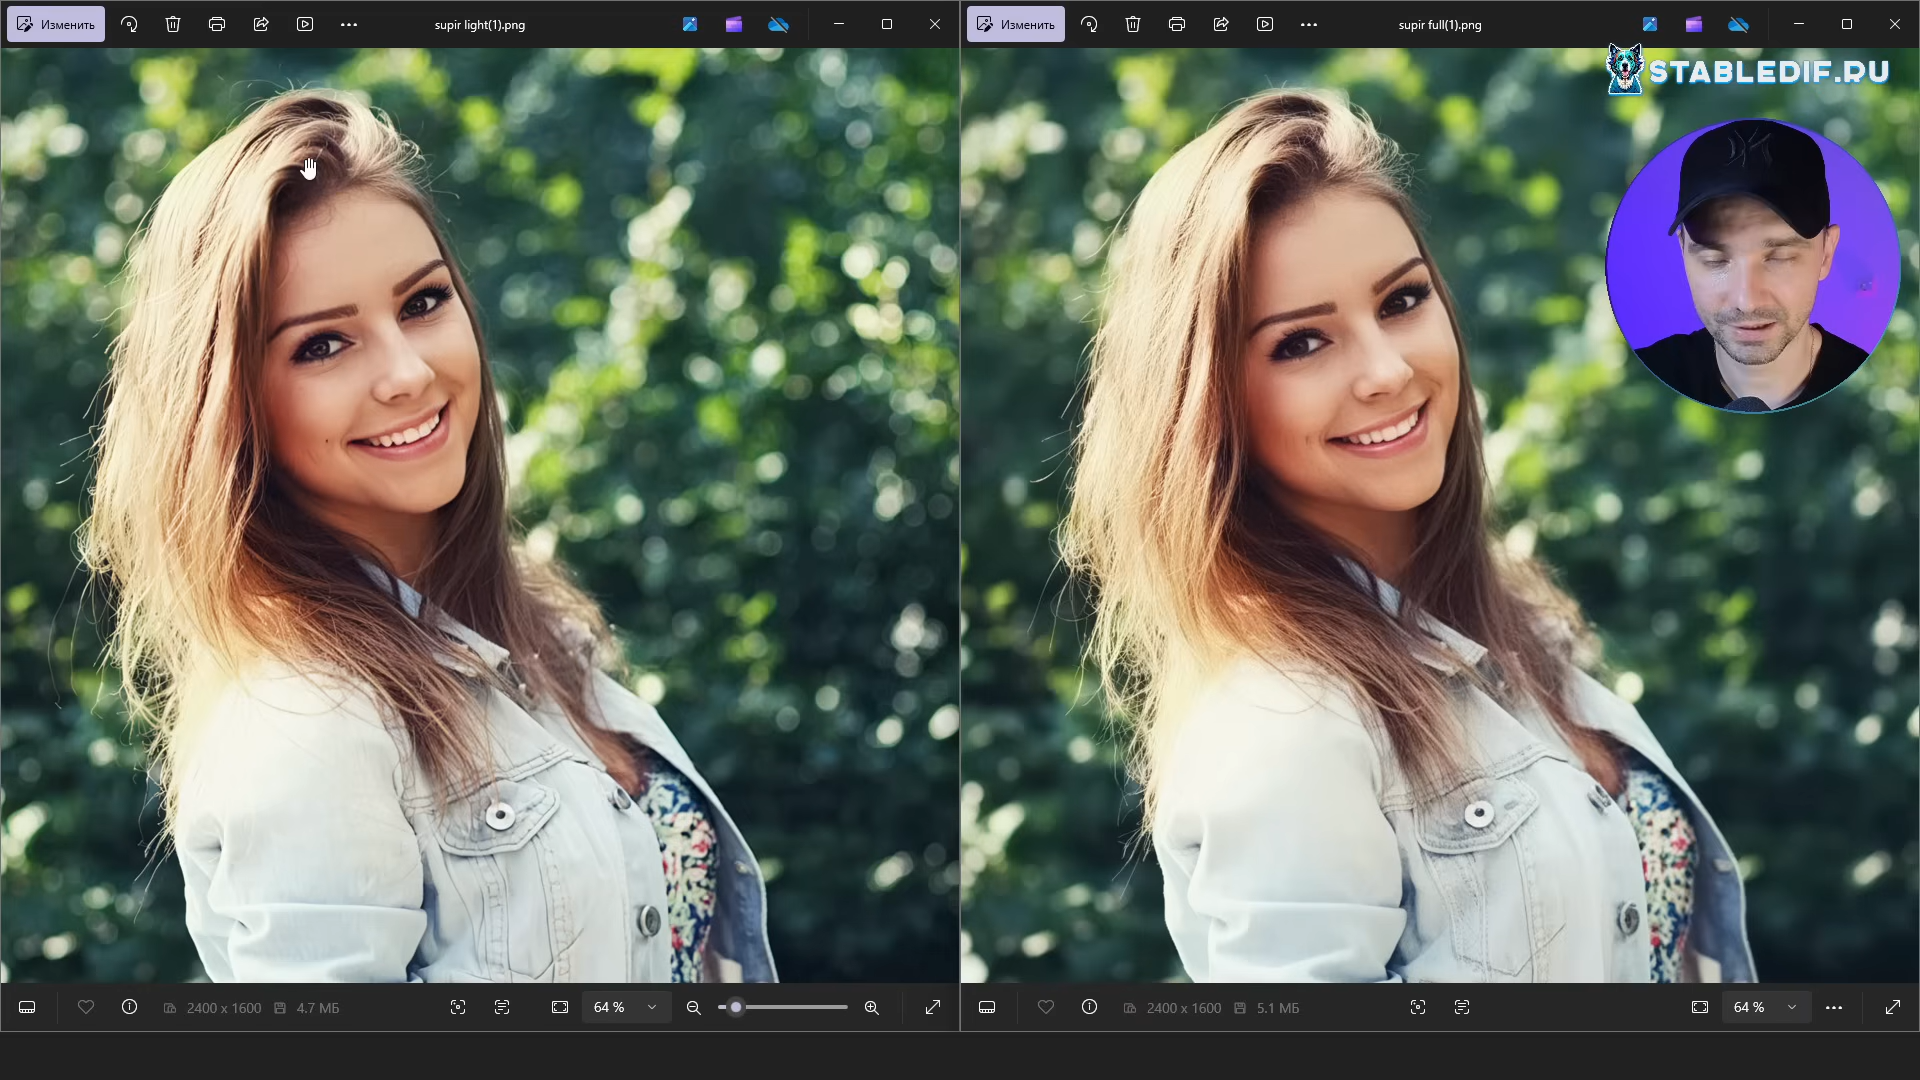 Изменить
supir light(1).png
Изменить
supir full(1).png
STABLEDIF.RU
2400 x 1600
4.7 МБ
64 %
2400 x 1600
5.1 МБ
64 %